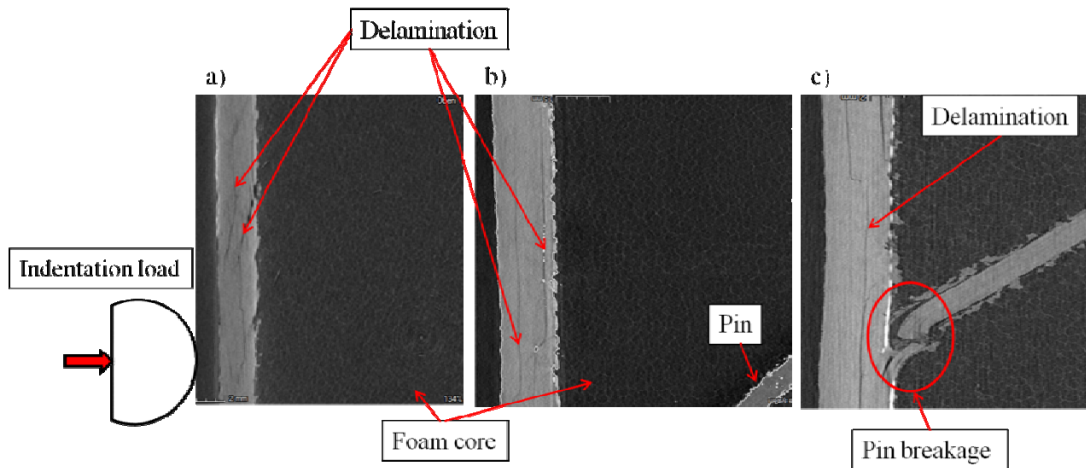 Delamination
a)
b)
c)
Delamination
Indentation load
Pin
Foam core
Pin breakage